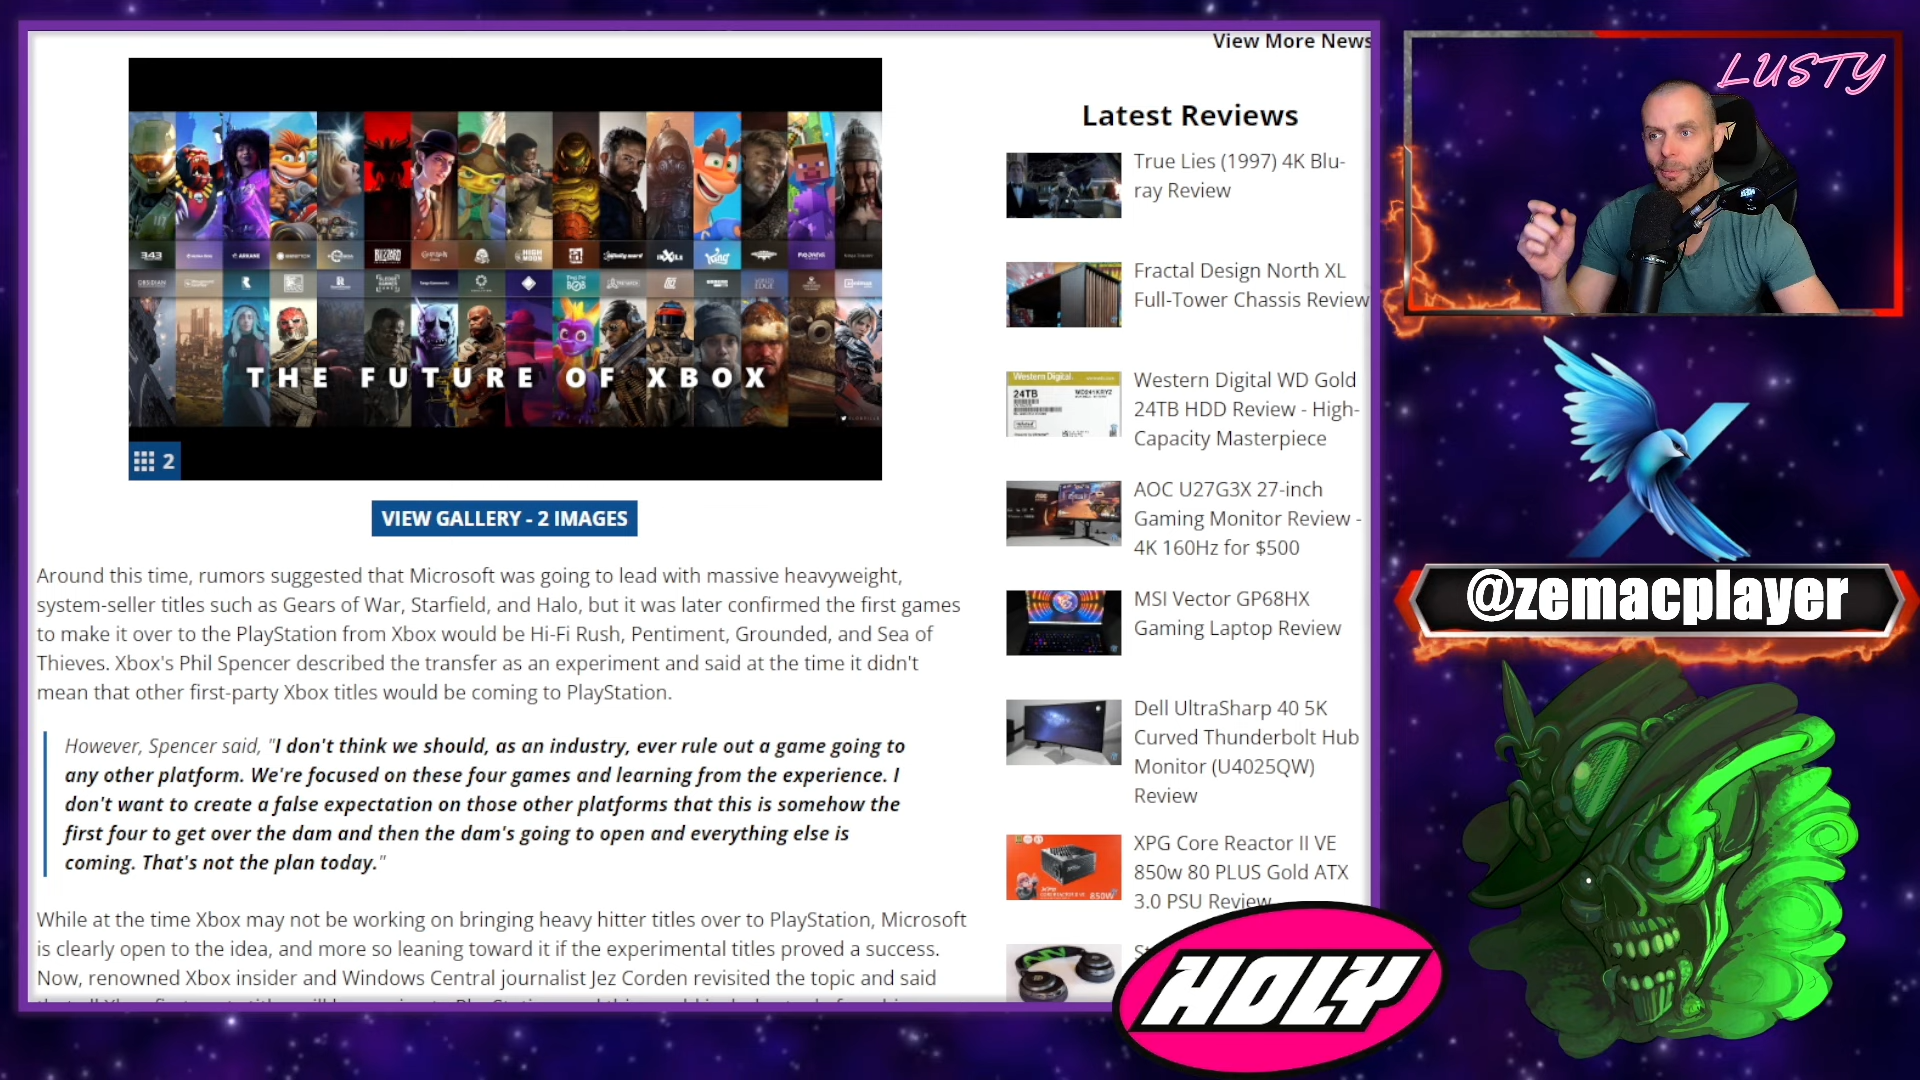 View More News
THE FUTURE OF XBOX
2
VIEW GALLERY - 2 IMAGES
Around this time, rumors suggested that Microsoft was going to lead with massive heavyweight,
system-seller titles such as Gears of War, Starfield, and Halo, but it was later confirmed the first games
to make it over to the PlayStation from Xbox would be Hi-Fi Rush, Pentiment, Grounded, and Sea of
Thieves. Xbox's Phil Spencer described the transfer as an experiment and said at the time it didn't
mean that other first-party Xbox titles would be coming to PlayStation.
However, Spencer said, "I don't think we should, as an industry, ever rule out a game going to
any other platform. We're focused on these four games and learning from the experience. I
don't want to create a false expectation on those other platforms that this is somehow the
first four to get over the dam and then the dam's going to open and everything else is
coming. That's not the plan today."
While at the time Xbox may not be working on bringing heavy hitter titles over to PlayStation, Microsoft
is clearly open to the idea, and more so leaning toward it if the experimental titles proved a success.
Now, renowned Xbox insider and Windows Central journalist Jez Corden revisited the topic and said
Latest Reviews
True Lies (1997) 4K Blu-
ray Review
Fractal Design North XL
Full-Tower Chassis Review
Western Digital
24TB
Western Digital WD Gold
24TB HDD Review - High-
Capacity Masterpiece
AOC U27G3X 27-inch
Gaming Monitor Review -
4K 160Hz for $500
MSI Vector GP68HX
Gaming Laptop Review
Dell UltraSharp 40 5K
Curved Thunderbolt Hub
Monitor (U4025QW)
Review
XPG Core Reactor II VE
850w 80 PLUS Gold ATX
3.0 PSU Review
850W
HOLY
LUSTY
@zemacplayer